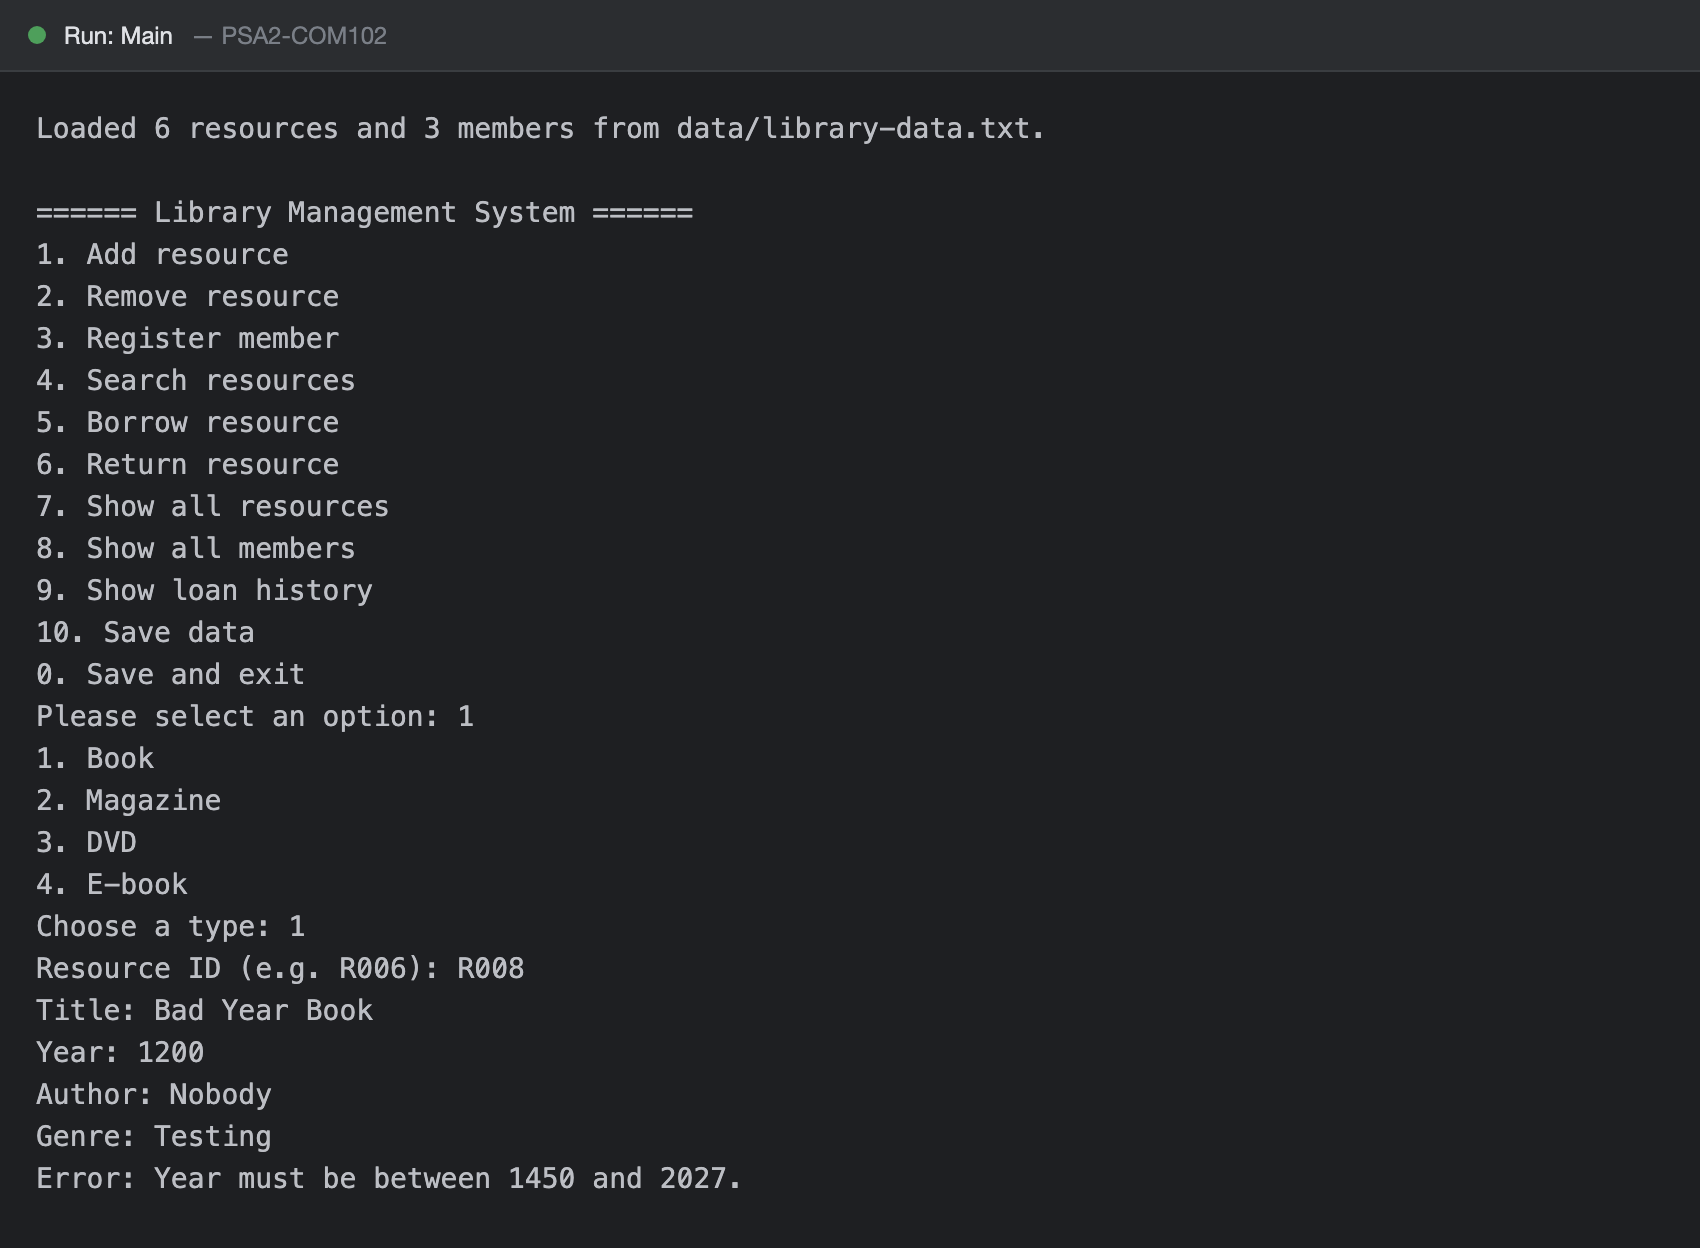 Run: Main — PSA2-COM102
Loaded 6 resources and 3 members from data/library-data.txt.
====== Library Management System ======
1. Add resource
2. Remove resource
3. Register member
4. Search resources
5. Borrow resource
6. Return resource
7. Show all resources
8. Show all members
9. Show loan history
10. Save data
0. Save and exit
Please select an option: 1
1. Book
2. Magazine
3. DVD
4. E-book
Choose a type: 1
Resource ID (e.g. R006): R008
Title: Bad Year Book
Year: 1200
Author: Nobody
Genre: Testing
Error: Year must be between 1450 and 2027.